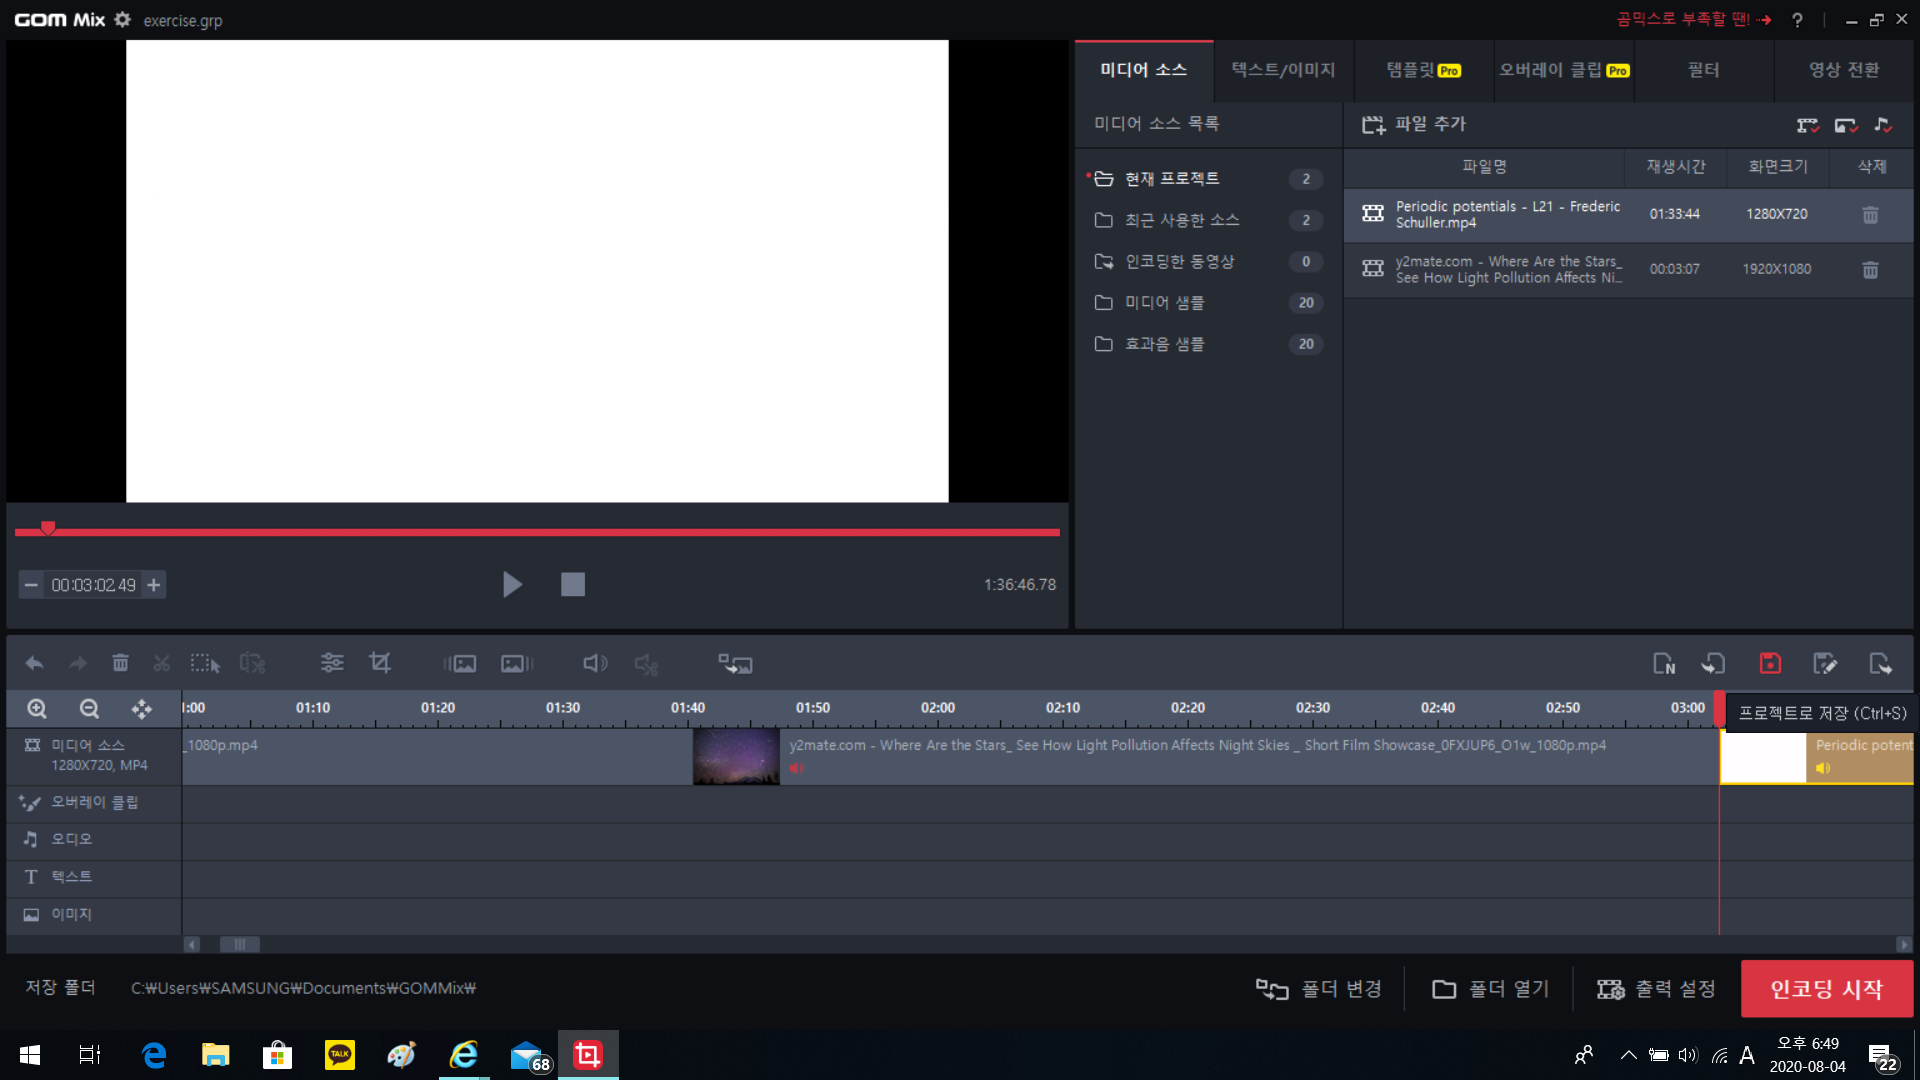 GOM Mix exercise.grp 곰믹스로 부족할 땐! ?
미디어 소스 텍스트/이미지 템플릿 Pro 오버레이 클립 Pro 필터 영상 전환
미디어 소스 목록
파일 추가
파일명 재생시간 화면크기 삭제
현재 프로젝트 2
최근 사용한 소스 2
인코딩한 동영상 0
미디어 샘플 20
효과음 샘플 20
Periodic potentials - L21 - Frederic
Schuller.mp4
01:33:44 1280X720
y2mate.com - Where Are the Stars_
See How Light Pollution Affects Ni...
00:03:07 1920X1080
00:03:02.49 1:36:46.78
N
:00 01:10 01:20 01:30 01:40 01:50 02:00 02:10 02:20 02:30 02:40 02:50 03:00
프로젝트로 저장 (Ctrl+S)
미디어 소스
1280X720, MP4
_1080p.mp4
y2mate.com - Where Are the Stars_ See How Light Pollution Affects Night Skies _ Short Film Showcase_0FXJUP6_O1w_1080p.mp4
Periodic potent
오버레이 클립
오디오
T 텍스트
이미지
저장 폴더 C:₩Users₩SAMSUNG₩Documents₩GOMMix₩
폴더 변경 폴더 열기 출력 설정 인코딩 시작
TALK
68
A
오후 6:49
2020-08-04
22